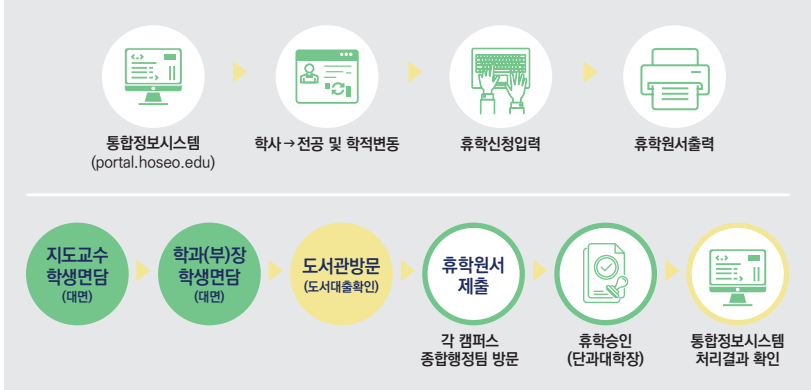 통합정보시스템
(portal.hoseo.edu)
학사→전공 및 학적변동
휴학신청입력
휴학원서출력
지도교수
학생면담
(대면)
학과(부)장
학생면담
(대면)
도서관방문
(도서대출확인)
휴학원서
제출
각 캠퍼스
종합행정팀 방문
휴학승인
(단과대학장)
통합정보시스템
처리결과 확인